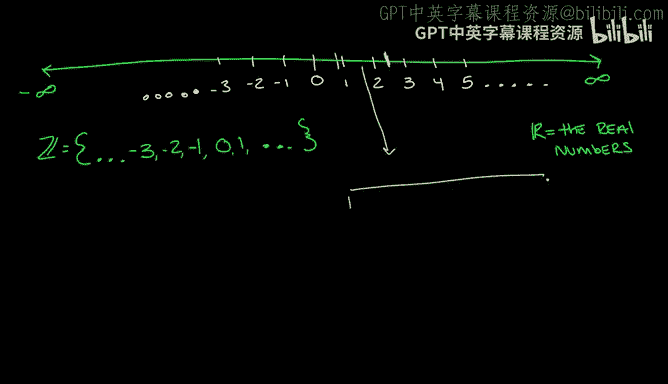 GPT中英字幕课程资源@bilibili
GPT中英字幕课程资源 bilibili
-∞ ..... -3 -2 -1 0 1 2 3 4 5 ..... ∞
ℤ = {... -3, -2, -1, 0, 1, ... }
ℝ = THE REAL
NUMBERS